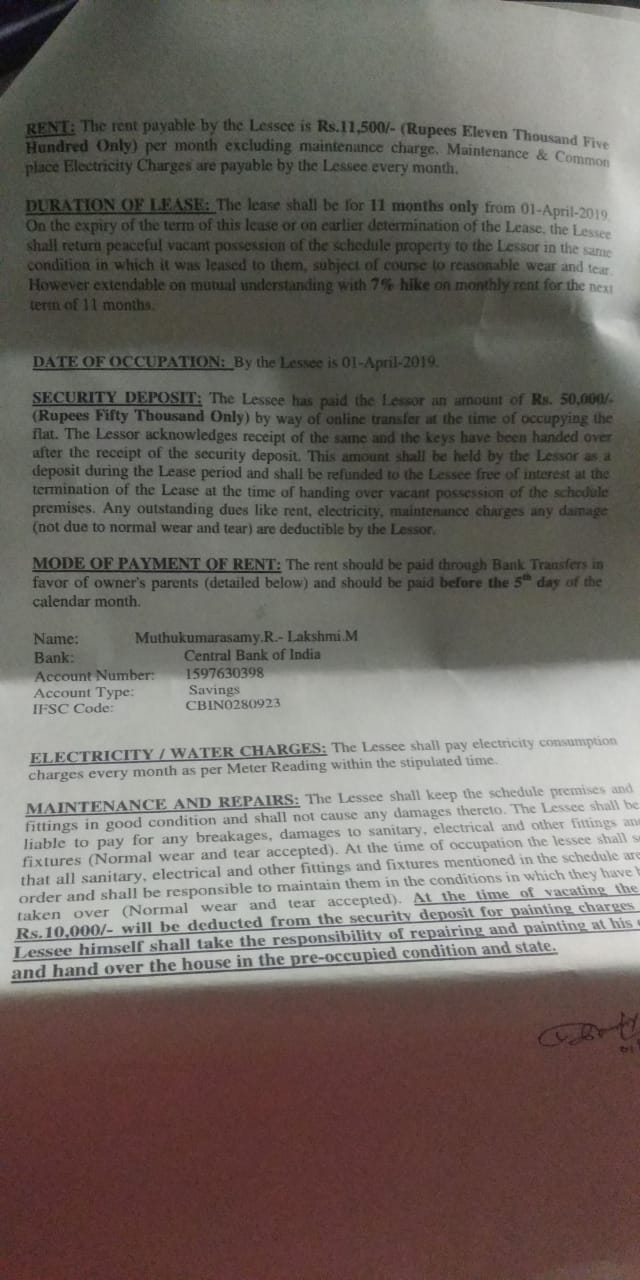 RENT: The rent payable by the Lessee is Rs.11,500/- (Rupees Eleven Thousand Five
Hundred Only) per month excluding maintenance charge. Maintenance & Common
place Electricity Charges are payable by the Lessee every month.
DURATION OF LEASE: The lease shall be for 11 months only from 01-April-2019.
On the expiry of the term of this lease or on earlier determination of the Lease, the Lessee
shall return peaceful vacant possession of the schedule property to the Lessor in the same
condition in which it was leased to them, subject of course to reasonable wear and tear.
However extendable on mutual understanding with 7% hike on monthly rent for the next
term of 11 months.
DATE OF OCCUPATION: By the Lessee is 01-April-2019.
SECURITY DEPOSIT: The Lessee has paid the Lessor an amount of Rs. 50,000/-
(Rupees Fifty Thousand Only) by way of online transfer at the time of occupying the
flat. The Lessor acknowledges receipt of the same and the keys have been handed over
after the receipt of the security deposit. This amount shall be held by the Lessor as a
deposit during the Lease period and shall be refunded to the Lessee free of interest at the
termination of the Lease at the time of handing over vacant possession of the schedule
premises. Any outstanding dues like rent, electricity, maintenance charges any damage
(not due to normal wear and tear) are deductible by the Lessor.
MODE OF PAYMENT OF RENT: The rent should be paid through Bank Transfers in
favor of owner's parents (detailed below) and should be paid before the 5th day of the
calendar month.
Name: Muthukumarasamy.R.- Lakshmi.M
Bank: Central Bank of India
Account Number: 1597630398
Account Type: Savings
IFSC Code: CBIN0280923
ELECTRICITY / WATER CHARGES: The Lessee shall pay electricity consumption
charges every month as per Meter Reading within the stipulated time.
MAINTENANCE AND REPAIRS: The Lessee shall keep the schedule premises and
fittings in good condition and shall not cause any damages thereto. The Lessee shall be
liable to pay for any breakages, damages to sanitary, electrical and other fittings and
fixtures (Normal wear and tear accepted). At the time of occupation the lessee shall
that all sanitary, electrical and other fittings and fixtures mentioned in the schedule are
order and shall be responsible to maintain them in the conditions in which they have
taken over (Normal wear and tear accepted). At the time of vacating the
Rs.10,000/- will be deducted from the security deposit for painting charges
Lessee himself shall take the responsibility of repairing and painting at his
and hand over the house in the pre-occupied condition and state.